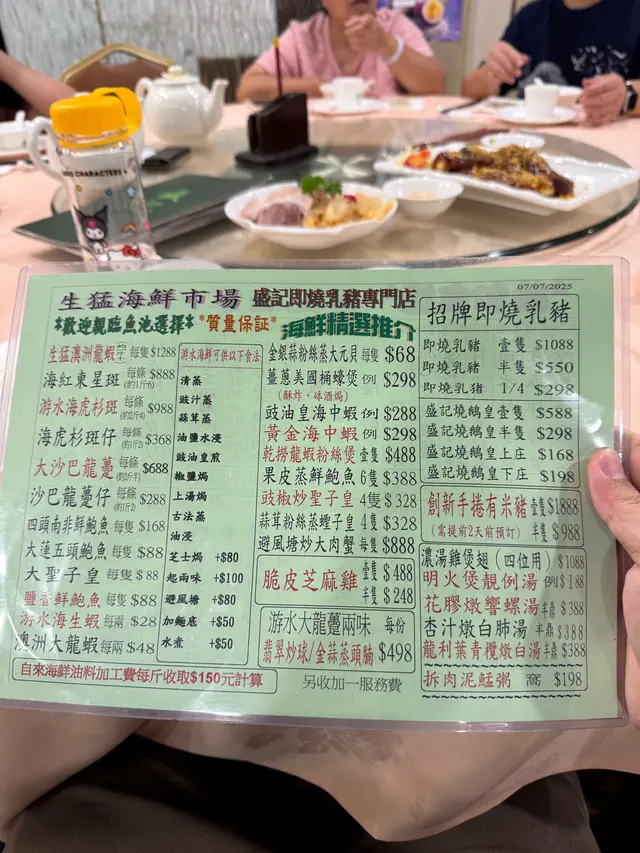 CHARACTERS
07/07/2025
生猛海鮮市場 盛記即燒乳豬專門店
*歡迎親臨魚池選擇* *質量保証* 海鮮精選推介
生猛澳洲龍蝦 每隻 $1288
海紅東星斑 每條(約1斤6) $888
游水海虎杉斑 每條(約2斤4) $988
海虎杉斑仔 每條 $368
大沙巴龍躉 每條 $688
沙巴龍躉仔 每條 $288
四頭南非鮮鮑魚 每隻 $168
大蓮五頭鮑魚 每隻 $88
大聖子皇 每隻 $88
鹽香鮮鮑魚 每隻 $88
游水海生蝦 每兩 $28
澳洲大龍蝦 每兩 $48
自來海鮮油料加工費每斤收取$150元計算
游水海鮮可供以下食法
清蒸
豉汁蒸
蒜茸蒸
油鹽水浸
豉油皇煎
椒鹽焗
上湯焗
古法蒸
油浸
芝士焗 +$80
起兩味 +$100
避風塘 +$80
加麵底 +$50
水煮 +$50
金銀蒜粉絲蒸大元貝 每隻 $68
薑蔥美國桶蠔煲 例 $298
(酥炸、砵酒焗)
豉油皇海中蝦 例 $288
黃金海中蝦 例 $298
乾撈龍蝦粉絲煲 壹隻 $488
果皮蒸鮮鮑魚 6隻 $388
豉椒炒聖子皇 4隻 $328
蒜茸粉絲蒸蟶子皇 4隻 $328
避風塘炒大肉蟹 每隻 $888
脆皮芝麻雞 壹隻 $488
半隻 $248
游水大龍躉兩味 每份
翡翠炒球/金蒜蒸頭腩 $498
另收加一服務費
招牌即燒乳豬
即燒乳豬 壹隻 $1088
即燒乳豬 半隻 $550
即燒乳豬 1/4 $298
盛記燒鵝皇壹隻 $588
盛記燒鵝皇半隻 $298
盛記燒鵝皇上庄 $168
盛記燒鵝皇下庄 $198
創新手捲有米豬 壹隻 $1888
(需提前2天前預訂) 半隻 $988
濃湯雞煲翅(四位用) $1088
明火煲靚例湯 例 $188
花膠燉響螺湯 半鼎 $388
杏汁燉白肺湯 半鼎 $388
龍利葉青欖燉白肺 半鼎 $388
拆肉泥鯭粥 窩 $198